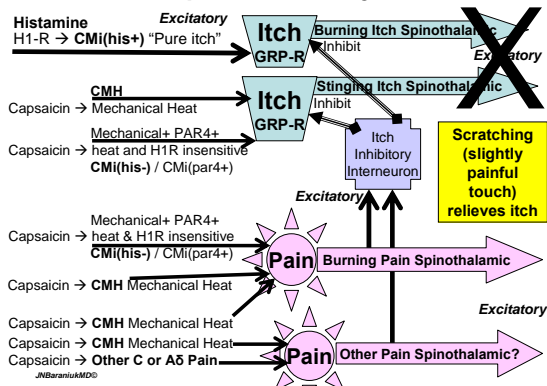 Histamine
H1-R → CMi(his+) “Pure itch”
Excitatory
Itch
GRP-R
Burning Itch Spinothalamic
Inhibit
Excitatory
CMH
Capsaicin → Mechanical Heat
Itch
GRP-R
Stinging Itch Spinothalamic
Inhibit
Mechanical+ PAR4+
Capsaicin → heat and H1R insensitive
CMi(his-) / CMi(par4+)
Itch
Inhibitory
Interneuron
Scratching
(slightly
painful
touch)
relieves itch
Excitatory
Mechanical+ PAR4+
Capsaicin → heat & H1R insensitive
CMi(his-) / CMi(par4+)
Pain
Burning Pain Spinothalamic
Capsaicin → CMH Mechanical Heat
Excitatory
Capsaicin → CMH Mechanical Heat
Capsaicin → CMH Mechanical Heat
Capsaicin → Other C or Aδ Pain
Pain
Other Pain Spinothalamic?
JNBaraniukMD©